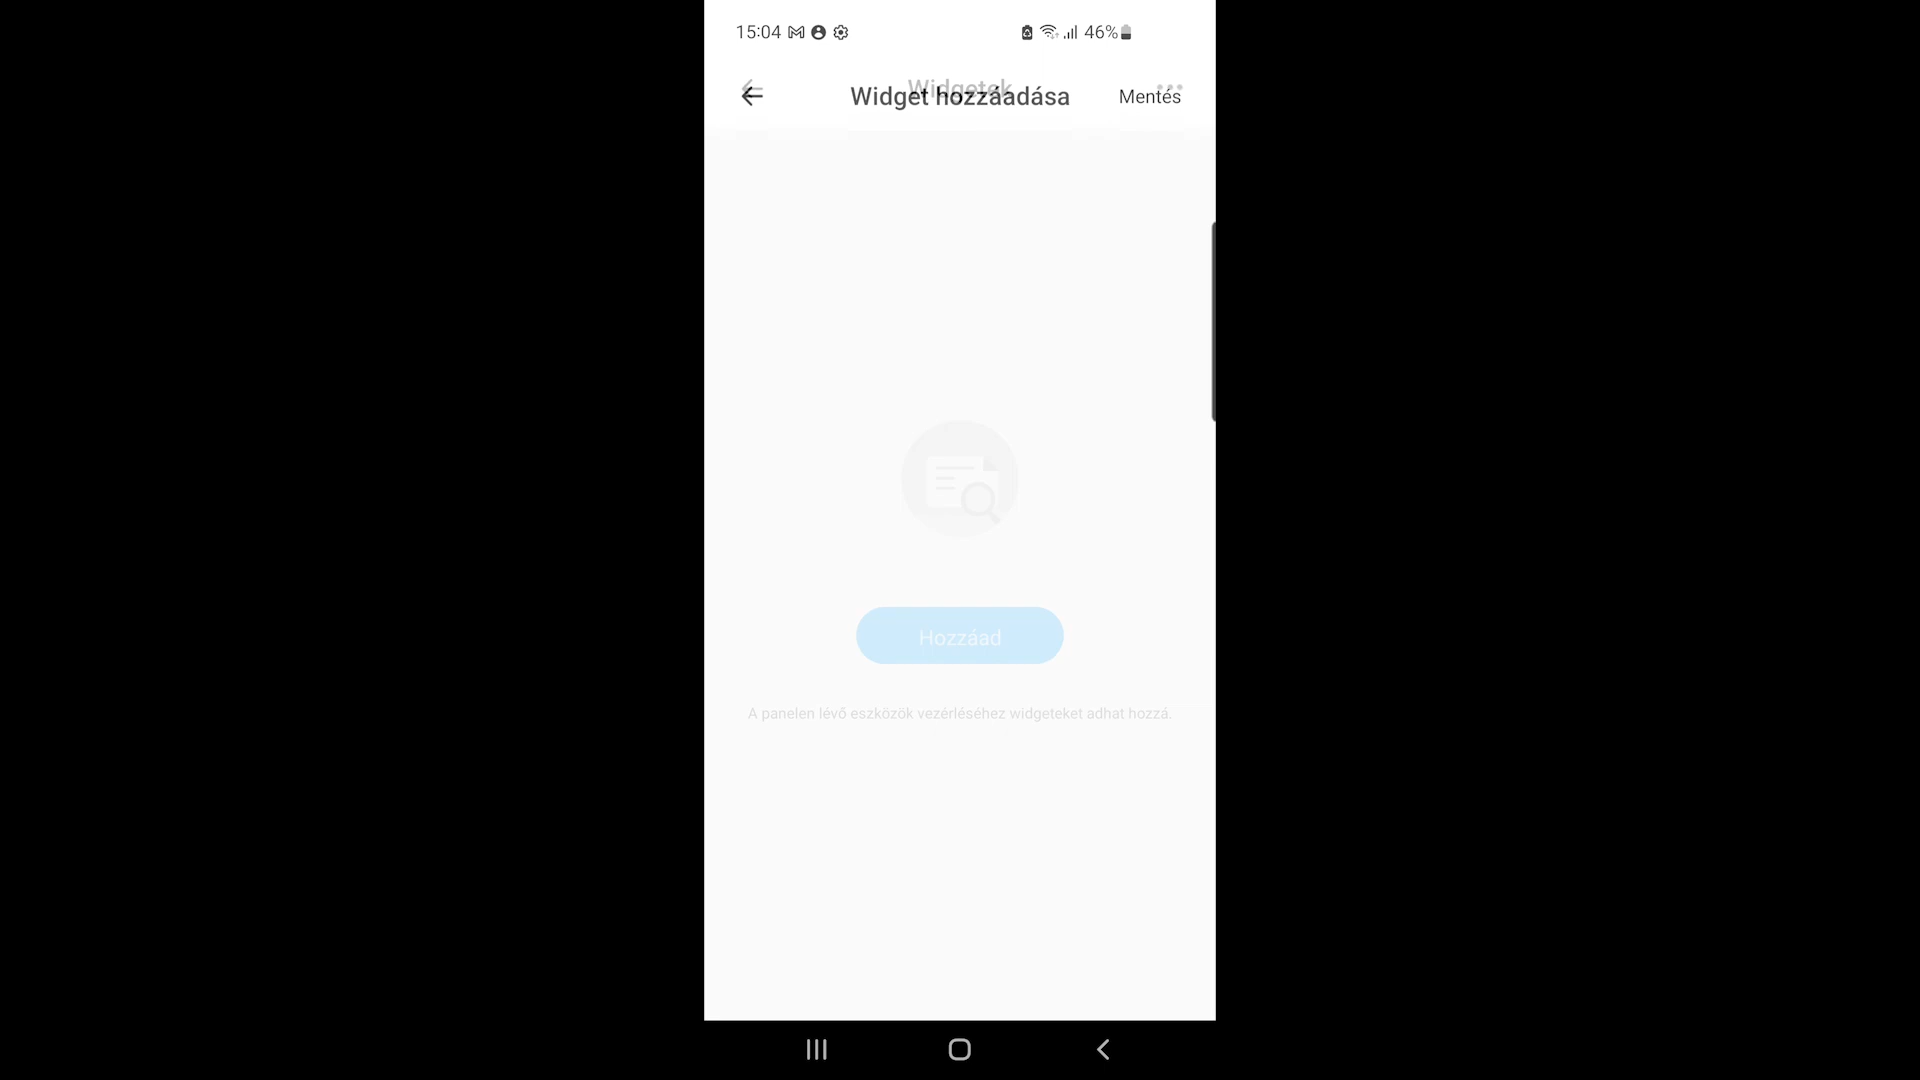 15:04 46%
Widgetek
Widget hozzáadása Mentés
Hozzáad
A panelen lévő eszközök vezérléséhez widgeteket adhat hozzá.